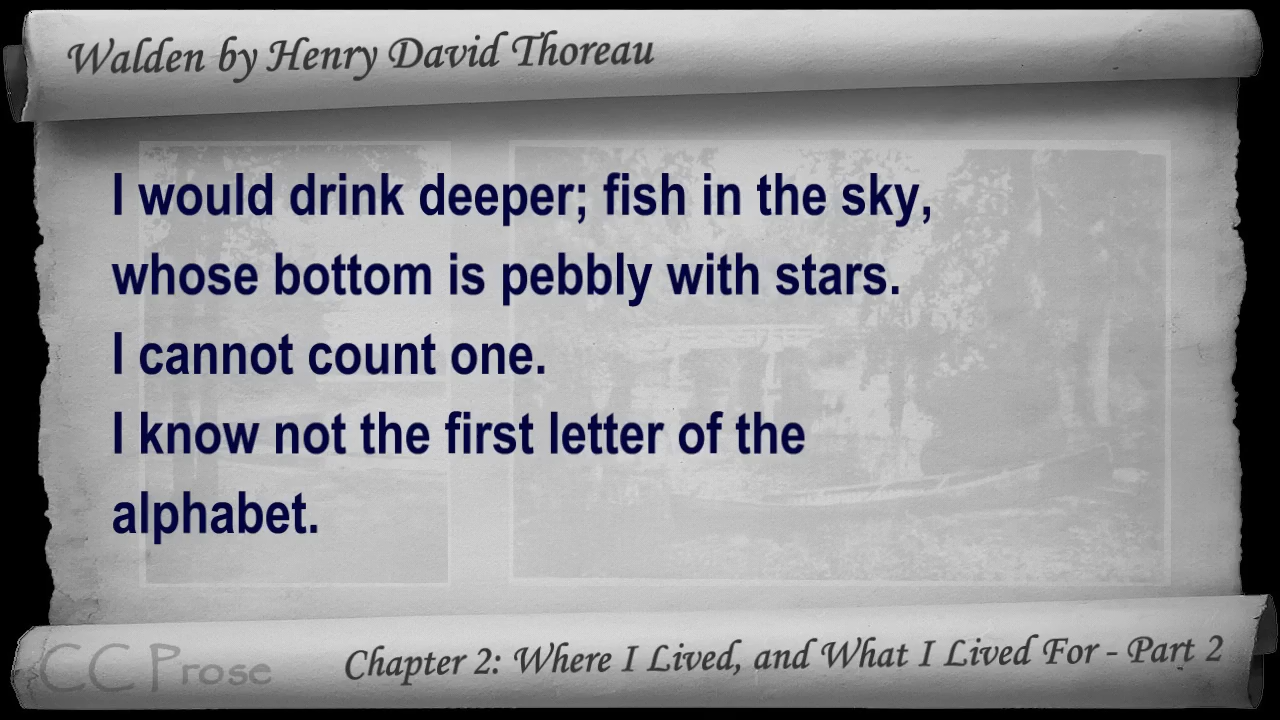 Walden by Henry David Thoreau
I would drink deeper; fish in the sky,
whose bottom is pebbly with stars.
I cannot count one.
I know not the first letter of the
alphabet.
CC Prose
Chapter 2: Where I Lived, and What I Lived For - Part 2